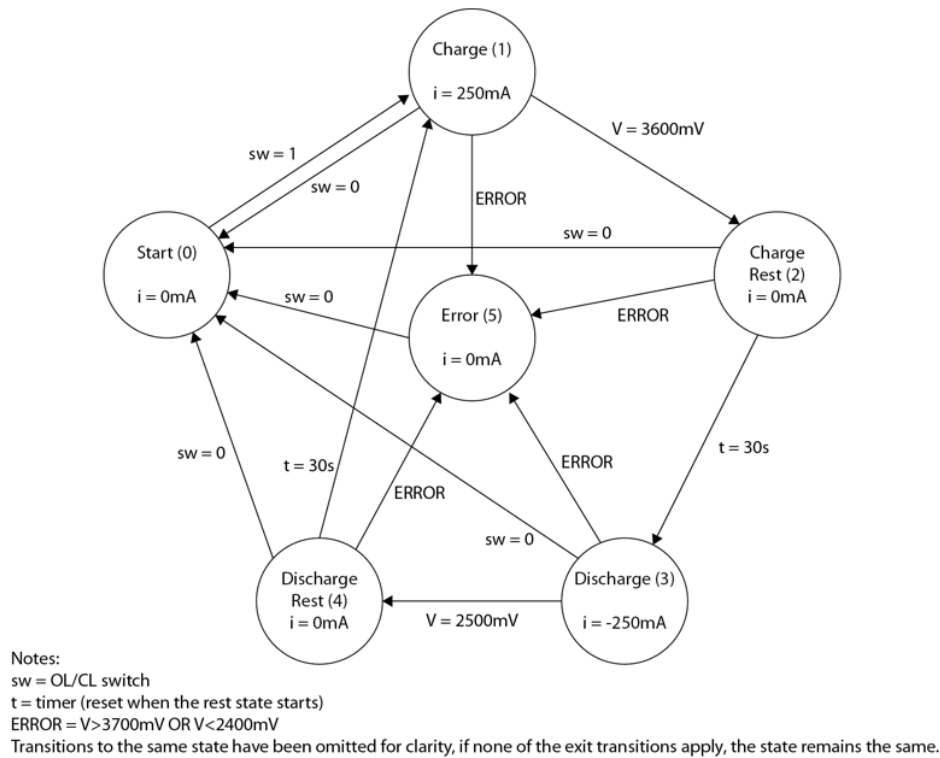 Charge (1)
i = 250mA
V = 3600mV
sw = 1
sw = 0
ERROR
sw = 0
Start (0)
i = 0mA
Charge
Rest (2)
i = 0mA
sw = 0
Error (5)
i = 0mA
ERROR
sw = 0
t = 30s
ERROR
ERROR
t = 30s
sw = 0
Discharge
Rest (4)
i = 0mA
Discharge (3)
i = -250mA
V = 2500mV
Notes:
sw = OL/CL switch
t = timer (reset when the rest state starts)
ERROR = V>3700mV OR V<2400mV
Transitions to the same state have been omitted for clarity, if none of the exit transitions apply, the state remains the same.